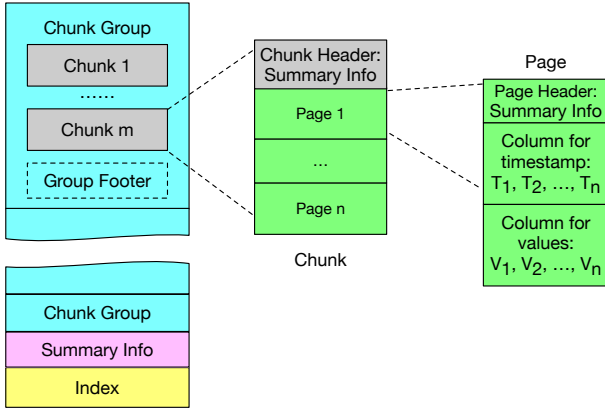 Chunk Group
Chunk 1
......
Chunk m
Group Footer
Chunk Group
Summary Info
Index
Chunk Header:
Summary Info
Page 1
...
Page n
Chunk
Page
Page Header:
Summary Info
Column for
timestamp:
T1, T2, ..., Tn
Column for
values:
V1, V2, ..., Vn